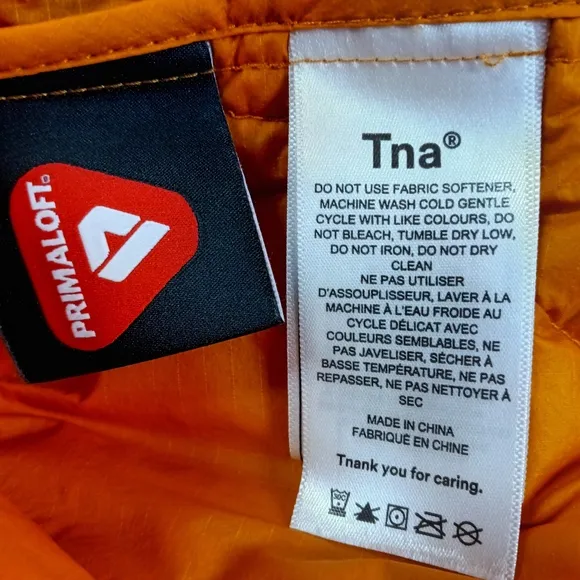 PRIMALOFT
Tna®
DO NOT USE FABRIC SOFTENER,
MACHINE WASH COLD GENTLE
CYCLE WITH LIKE COLOURS, DO
NOT BLEACH, TUMBLE DRY LOW,
DO NOT IRON, DO NOT DRY
CLEAN
NE PAS UTILISER
D'ASSOUPLISSEUR, LAVER À LA
MACHINE À L'EAU FROIDE AU
CYCLE DÉLICAT AVEC
COULEURS SEMBLABLES, NE
PAS JAVELISER, SÉCHER À
BASSE TEMPÉRATURE, NE PAS
REPASSER, NE PAS NETTOYER À
SEC
MADE IN CHINA
FABRIQUÉ EN CHINE
Tnank you for caring.